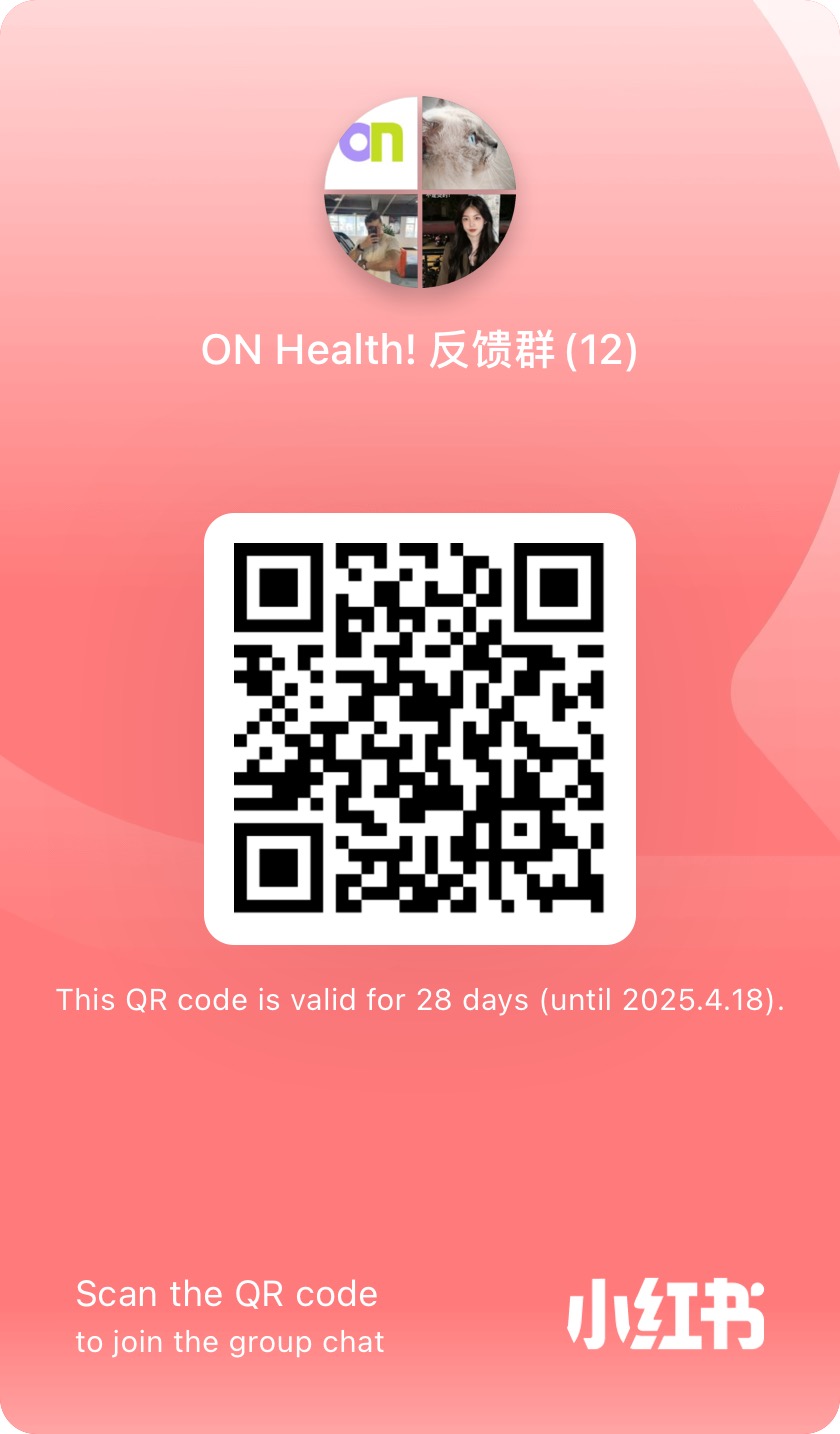 on
ON Health! 反馈群 (12)
This QR code is valid for 28 days (until 2025.4.18).
Scan the QR code
to join the group chat
小红书